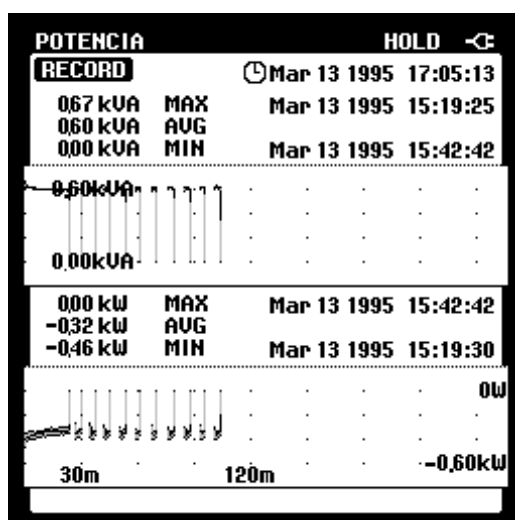 POTENCIA HOLD
RECORD Mar 13 1995 17:05:13
0,67 kVA MAX Mar 13 1995 15:19:25
0,60 kVA AVG
0,00 kVA MIN Mar 13 1995 15:42:42
0,60kVA
0,00kVA
0,00 kW MAX Mar 13 1995 15:42:42
-0,32 kW AVG
-0,46 kW MIN Mar 13 1995 15:19:30
0W
-0,60kW
30m 120m